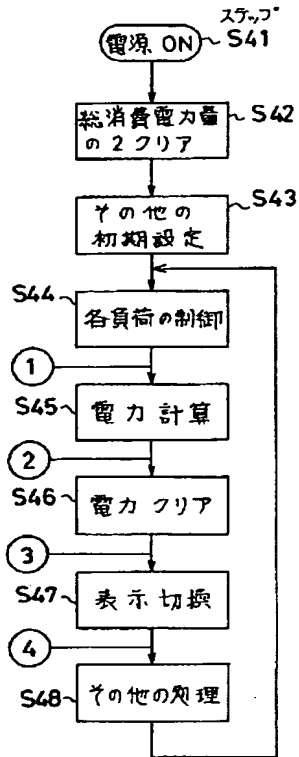 ステップ
電源 ON S41
総消費電力量
の2クリア
S42
その他の
初期設定
S43
S44
各負荷の制御
1
S45
電力計算
2
S46
電力クリア
3
S47
表示切換
4
S48
その他の処理